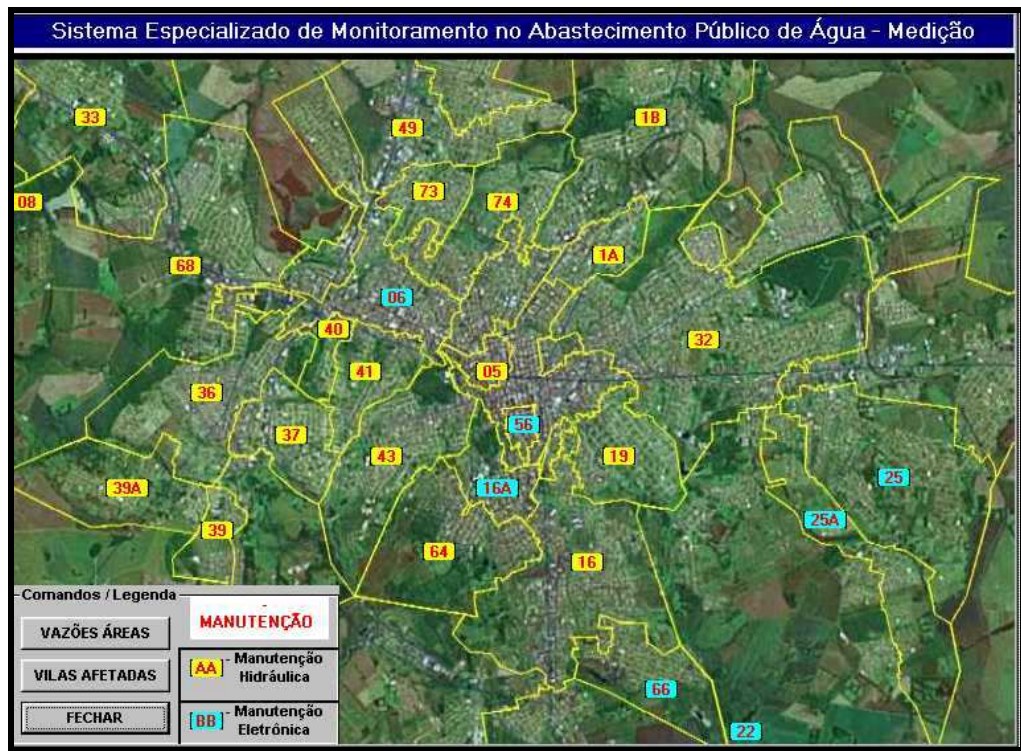 Sistema Especializado de Monitoramento no Abastecimento Público de Água - Medição
33
49
1B
73
08
74
1A
68
06
40
32
41
05
36
56
37
43
19
39A
16A
25
25A
39
64
16
66
22
Comandos / Legenda
VAZÕES ÁREAS
VILAS AFETADAS
FECHAR
- MANUTENÇÃO
AA - Manutenção
Hidráulica
BB - Manutenção
Eletrônica